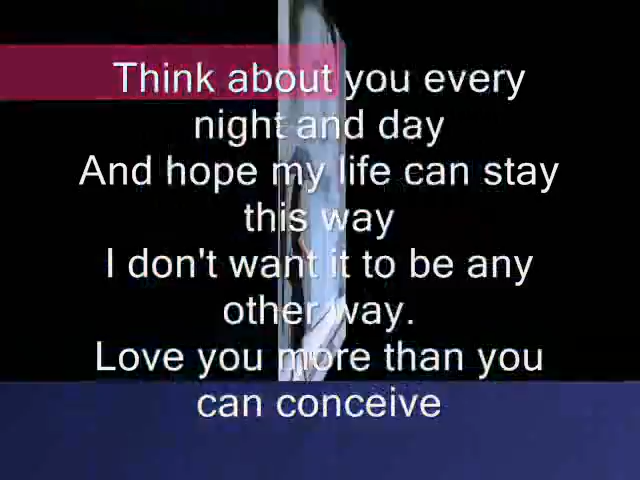 Think about you every
night and day
And hope my life can stay
this way
I don't want it to be any
other way.
Love you more than you
can conceive